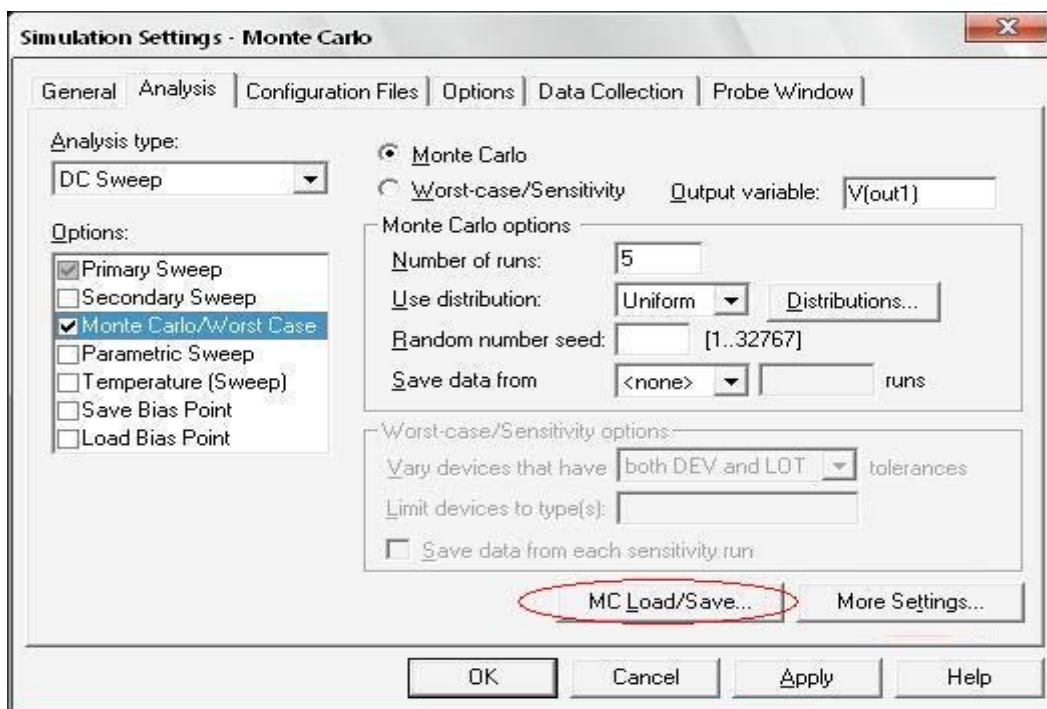 Simulation Settings - Monte Carlo
General Analysis Configuration Files Options Data Collection Probe Window
Analysis type:
DC Sweep
Options:
Primary Sweep
Secondary Sweep
Monte Carlo/Worst Case
Parametric Sweep
Temperature (Sweep)
Save Bias Point
Load Bias Point
Monte Carlo
Worst-case/Sensitivity Output variable: V(out1)
Monte Carlo options
Number of runs: 5
Use distribution: Uniform Distributions...
Random number seed: [1..32767]
Save data from <none> runs
Worst-case/Sensitivity options
Vary devices that have both DEV and LOT tolerances
Limit devices to type(s):
Save data from each sensitivity run
MC Load/Save... More Settings...
OK Cancel Apply Help